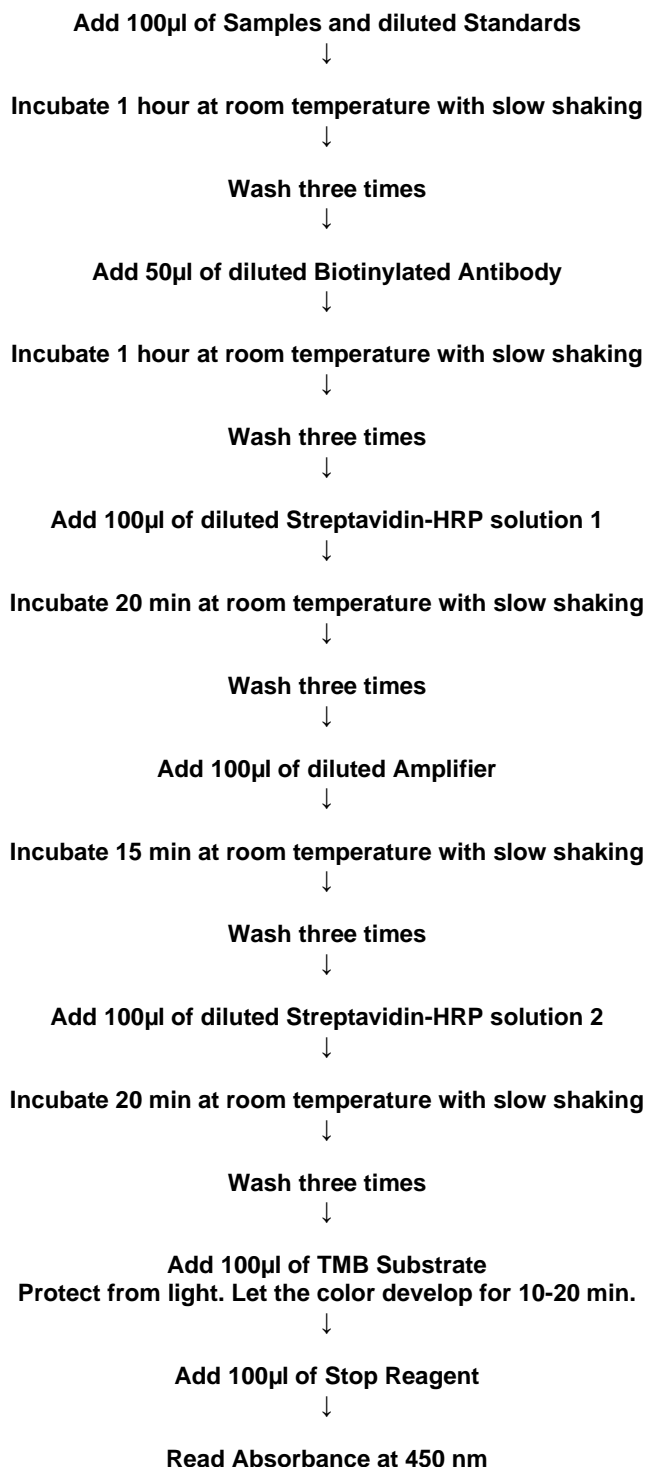 Add 100µl of Samples and diluted Standards
↓
Incubate 1 hour at room temperature with slow shaking
↓
Wash three times
↓
Add 50µl of diluted Biotinylated Antibody
↓
Incubate 1 hour at room temperature with slow shaking
↓
Wash three times
↓
Add 100µl of diluted Streptavidin-HRP solution 1
↓
Incubate 20 min at room temperature with slow shaking
↓
Wash three times
↓
Add 100µl of diluted Amplifier
↓
Incubate 15 min at room temperature with slow shaking
↓
Wash three times
↓
Add 100µl of diluted Streptavidin-HRP solution 2
↓
Incubate 20 min at room temperature with slow shaking
↓
Wash three times
↓
Add 100µl of TMB Substrate
Protect from light. Let the color develop for 10-20 min.
↓
Add 100µl of Stop Reagent
↓
Read Absorbance at 450 nm